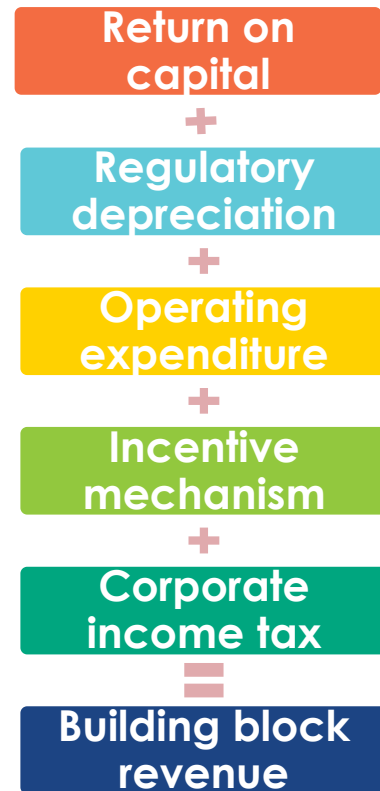 Return on
capital
+
Regulatory
depreciation
+
Operating
expenditure
+
Incentive
mechanism
+
Corporate
income tax
=
Building block
revenue